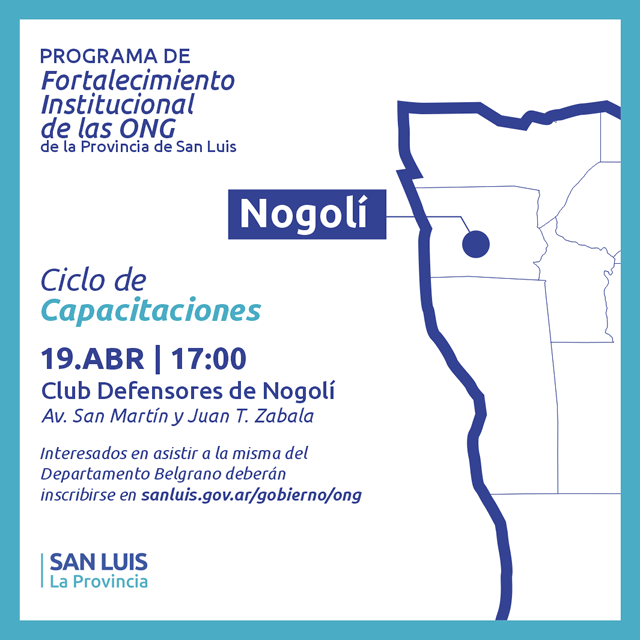 PROGRAMA DE
Fortalecimiento
Institucional
de las ONG
de la Provincia de San Luis
Nogolí
Ciclo de
Capacitaciones
19.ABR | 17:00
Club Defensores de Nogolí
Av. San Martín y Juan T. Zabala
Interesados en asistir a la misma del
Departamento Belgrano deberán
inscribirse en sanluis.gov.ar/gobierno/ong
SAN LUIS
La Provincia